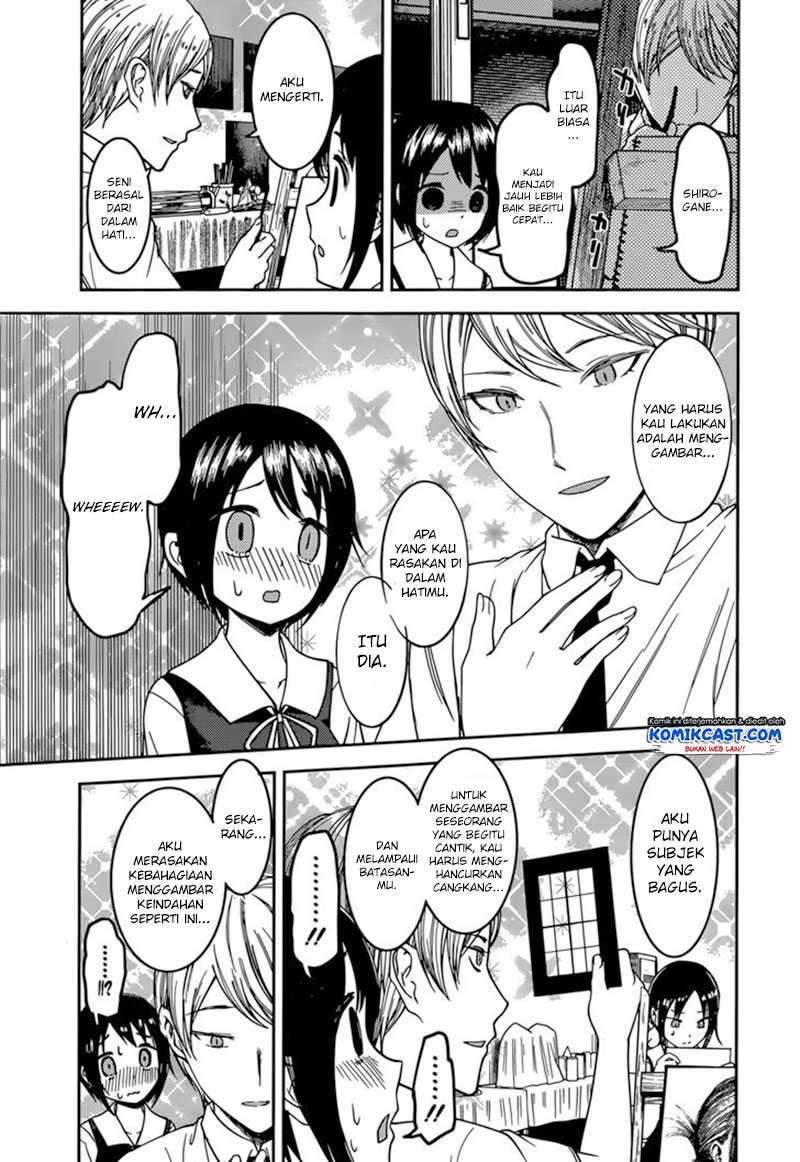 SHIRO-
GANE...
ITU
LUAR
BIASA
...
KAU
MENJADI
JAUH LEBIH
BAIK BEGITU
CEPAT...
カリ
カリ
AKU
MENGERTI.
SENI
BERASAL
DARI
DALAM
HATI...
YANG HARUS
KAU LAKUKAN
ADALAH MENG-
GAMBAR...
APA
YANG KAU
RASAKAN DI
DALAM
HATIMU.
ITU
DIA.
WH...
WHEEEEW.
Komik ini diterjemahkan & diedit oleh
KOMIKCAST.COM
BUKAN WEB LAIN!!
AKU
PUNYA
SUBJEK
YANG
BAGUS.
UNTUK
MENGGAMBAR
SESEORANG
YANG BEGITU
CANTIK, KAU
HARUS MENG-
HANCURKAN
CANGKANG...
DAN
MELAMPAUI
BATASAN-
MU.
........!!
........!!
SEKA-
RANG...
AKU
MERASAKAN
KEBAHAGIAAN
MENGGAMBAR
KEINDAHAN
SEPERTI INI...
......!!?